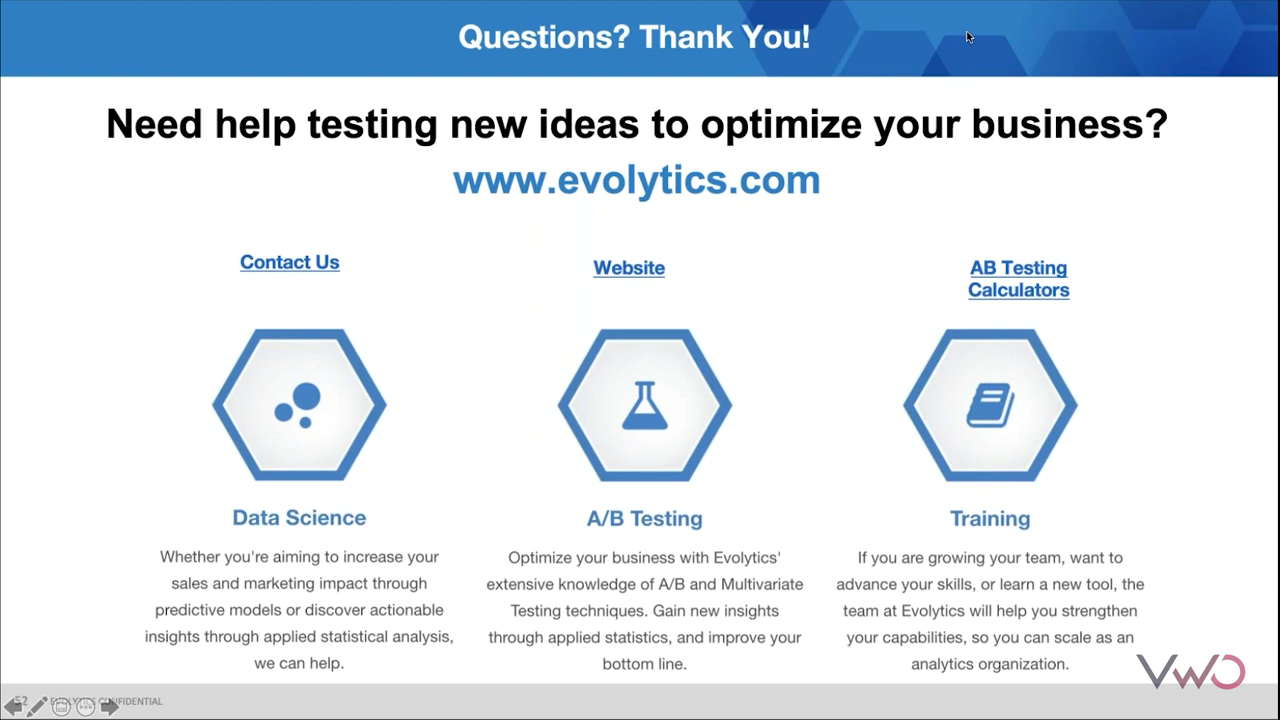 Questions? Thank You!
Need help testing new ideas to optimize your business?
www.evolytics.com
Contact Us
Website
AB Testing
Calculators
Data Science
Whether you're aiming to increase your
sales and marketing impact through
predictive models or discover actionable
insights through applied statistical analysis,
we can help.
A/B Testing
Optimize your business with Evolytics'
extensive knowledge of A/B and Multivariate
Testing techniques. Gain new insights
through applied statistics, and improve your
bottom line.
Training
If you are growing your team, want to
advance your skills, or learn a new tool, the
team at Evolytics will help you strengthen
your capabilities, so you can scale as an
analytics organization.
VWO
52
EVOLYTICS CONFIDENTIAL